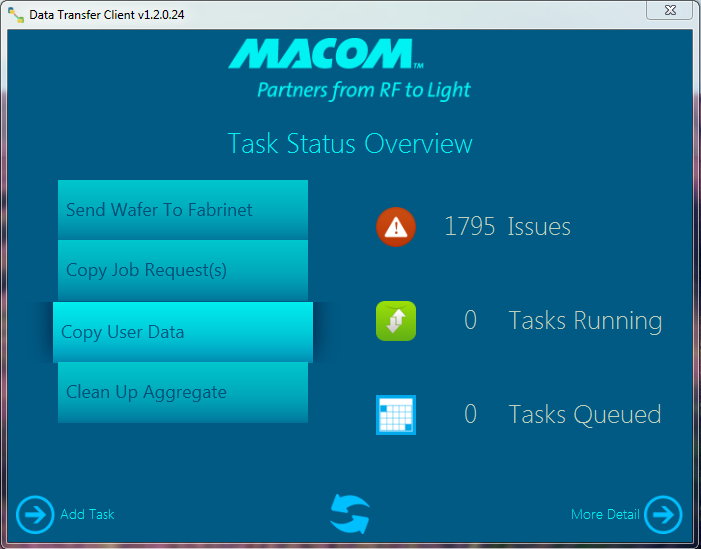 Data Transfer Client v1.2.0.24
MACOM™
Partners from RF to Light
Task Status Overview
Send Wafer To Fabrinet
Copy Job Request(s)
Copy User Data
Clean Up Aggregate
1795 Issues
0 Tasks Running
0 Tasks Queued
Add Task
More Detail